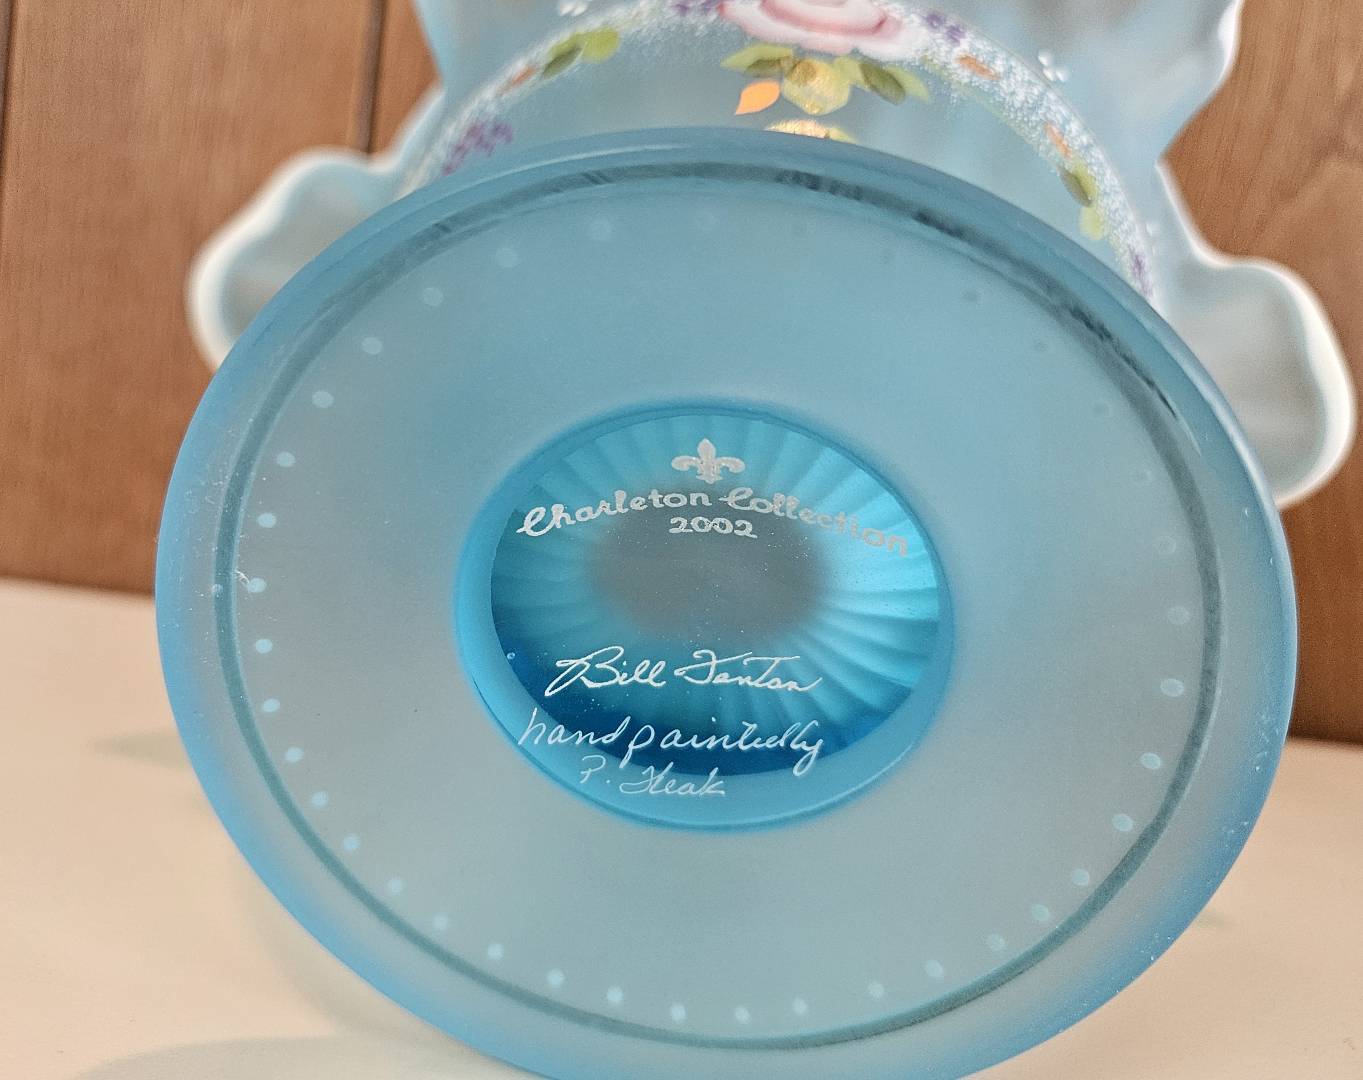 Charleton Collection
2002
Bill Fenton
hand painted by
P. Fleak